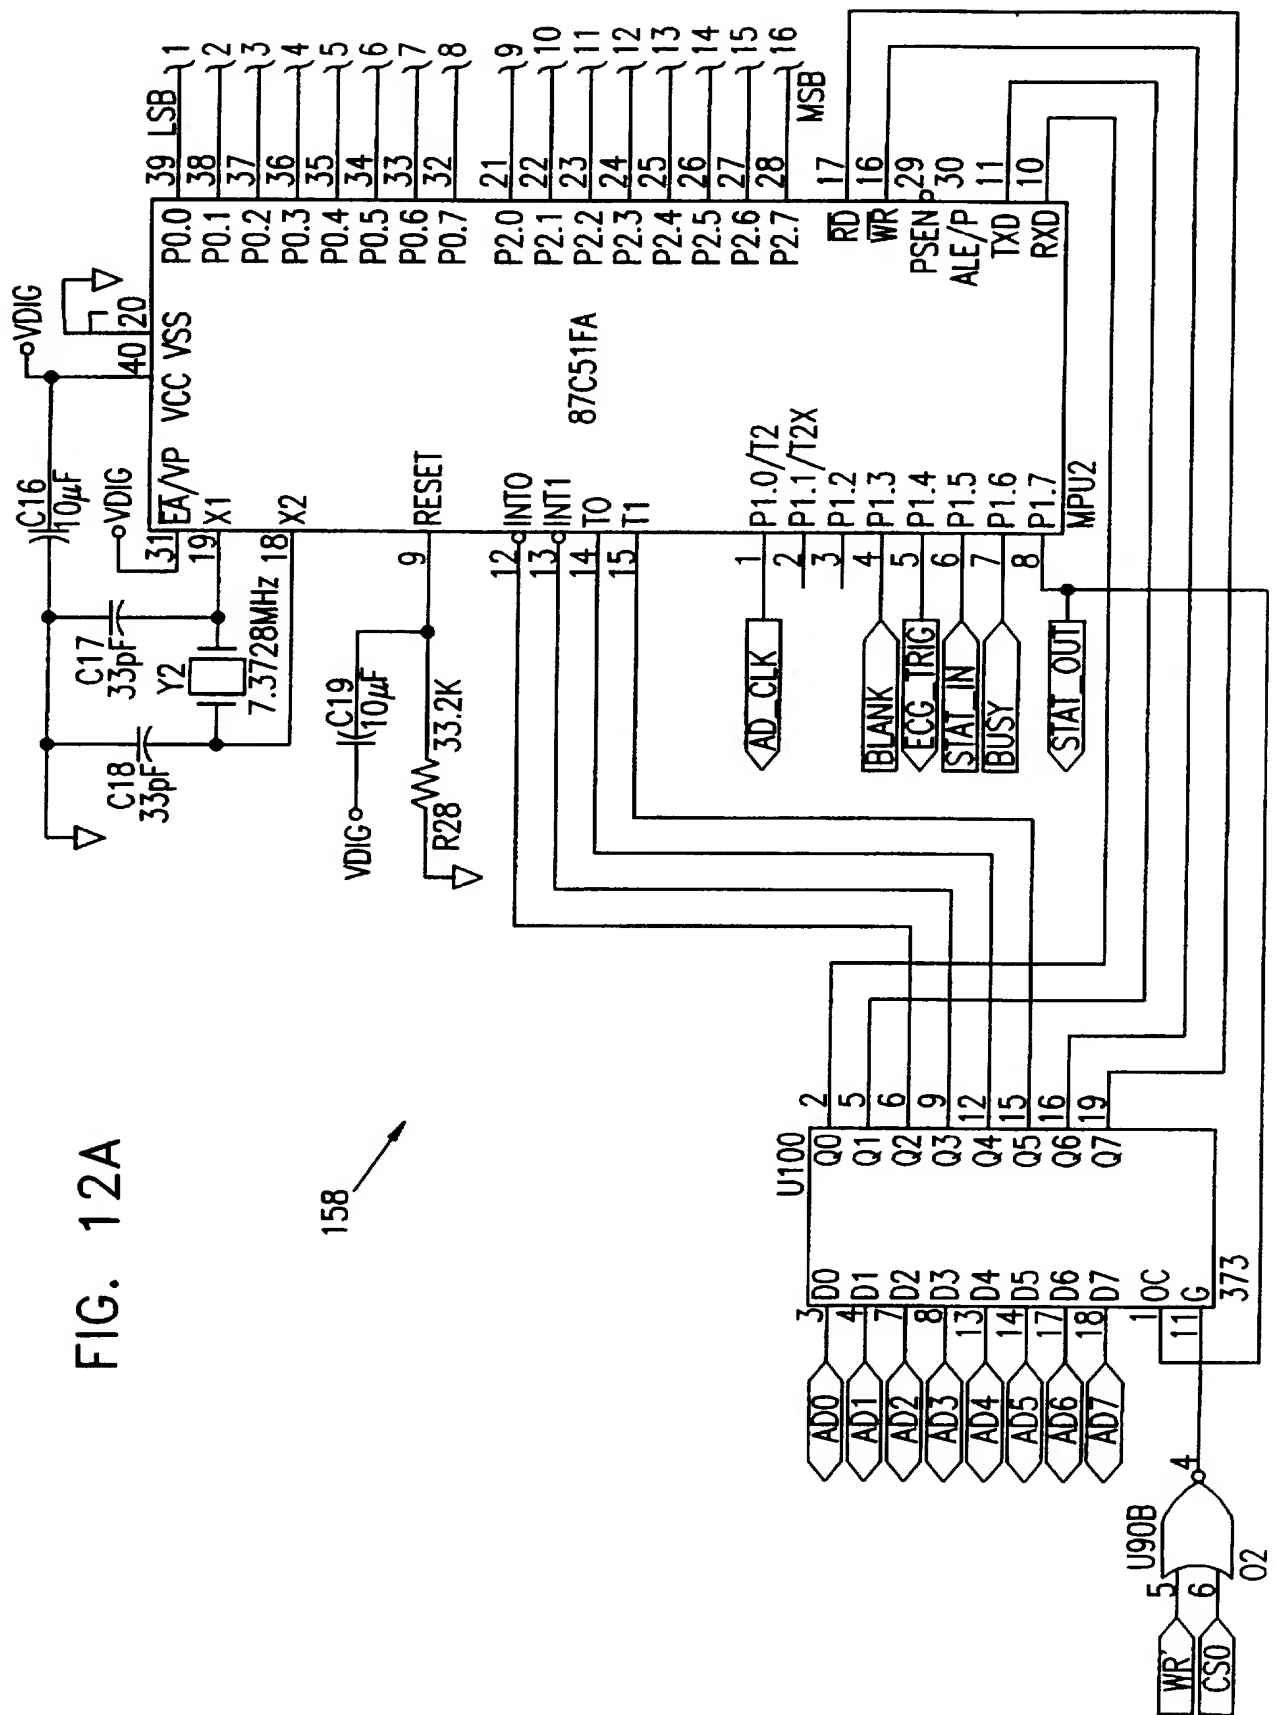 FIG. 12A
158
VDIG
C16
10µF
C17
33pF
C18
33pF
Y2
7.3728MHz
VDIG
C19
10µF
VDIG
33.2K
R28
40
20
VCC VSS
31
EA/VP
19
X1
18
X2
9
RESET
12
INT0
13
INT1
14
T0
15
T1
1
P1.0/T2
2
P1.1/T2X
3
P1.2
4
P1.3
5
P1.4
6
P1.5
7
P1.6
8
P1.7
87C51FA
MPU2
P0.0 39 LSB 1
P0.1 38 2
P0.2 37 3
P0.3 36 4
P0.4 35 5
P0.5 34 6
P0.6 33 7
P0.7 32 8
P2.0 21 9
P2.1 22 10
P2.2 23 11
P2.3 24 12
P2.4 25 13
P2.5 26 14
P2.6 27 15
P2.7 28 16
MSB
RD 17
WR 16
PSEN 29
ALE/P 30
TXD 11
RXD 10
AD_CLK
BLANK
ECG_TRIG
STAT_IN
BUSY
STAT_OUT
U100
Q0 2
Q1 5
Q2 6
Q3 9
Q4 12
Q5 15
Q6 16
Q7 19
AD0 3 D0
AD1 4 D1
AD2 7 D2
AD3 8 D3
AD4 13 D4
AD5 14 D5
AD6 17 D6
AD7 18 D7
1 OC
11 G
373
U90B
4
5
6
02
WR'
CS0